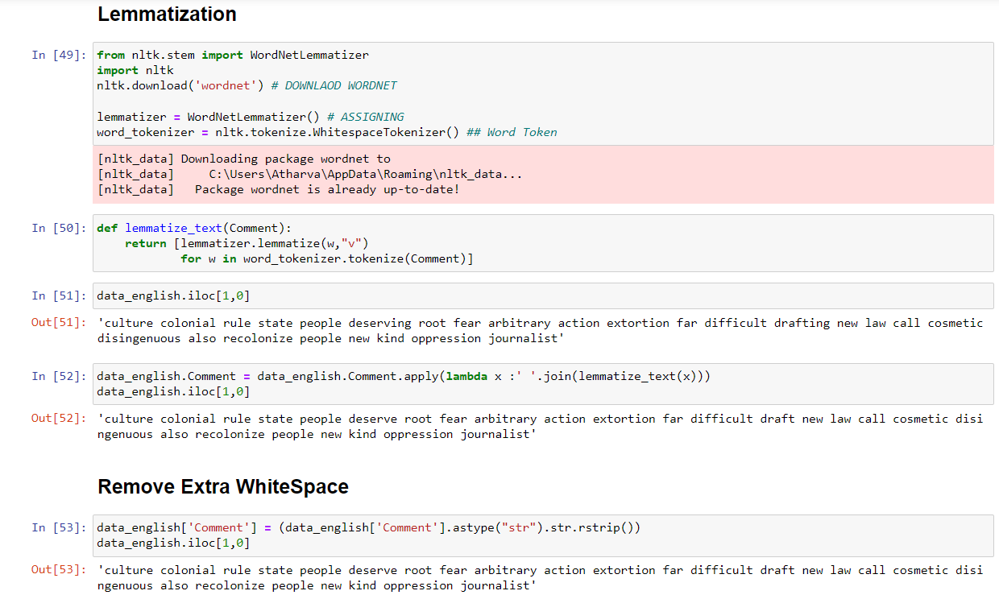 Lemmatization
In [49]: from nltk.stem import WordNetLemmatizer
import nltk
nltk.download('wordnet') # DOWNLAOD WORDNET
lemmatizer = WordNetLemmatizer() # ASSIGNING
word_tokenizer = nltk.tokenize.WhitespaceTokenizer() ## Word Token
[nltk_data] Downloading package wordnet to
[nltk_data]     C:\Users\Atharva\AppData\Roaming\nltk_data...
[nltk_data]   Package wordnet is already up-to-date!
In [50]: def lemmatize_text(Comment):
    return [lemmatizer.lemmatize(w,"v")
            for w in word_tokenizer.tokenize(Comment)]
In [51]: data_english.iloc[1,0]
Out[51]: 'culture colonial rule state people deserving root fear arbitrary action extortion far difficult drafting new law call cosmetic
disingenuous also recolonize people new kind oppression journalist'
In [52]: data_english.Comment = data_english.Comment.apply(lambda x :' '.join(lemmatize_text(x)))
data_english.iloc[1,0]
Out[52]: 'culture colonial rule state people deserve root fear arbitrary action extortion far difficult draft new law call cosmetic disi
ngenuous also recolonize people new kind oppression journalist'
Remove Extra WhiteSpace
In [53]: data_english['Comment'] = (data_english['Comment'].astype("str").str.rstrip())
data_english.iloc[1,0]
Out[53]: 'culture colonial rule state people deserve root fear arbitrary action extortion far difficult draft new law call cosmetic disi
ngenuous also recolonize people new kind oppression journalist'